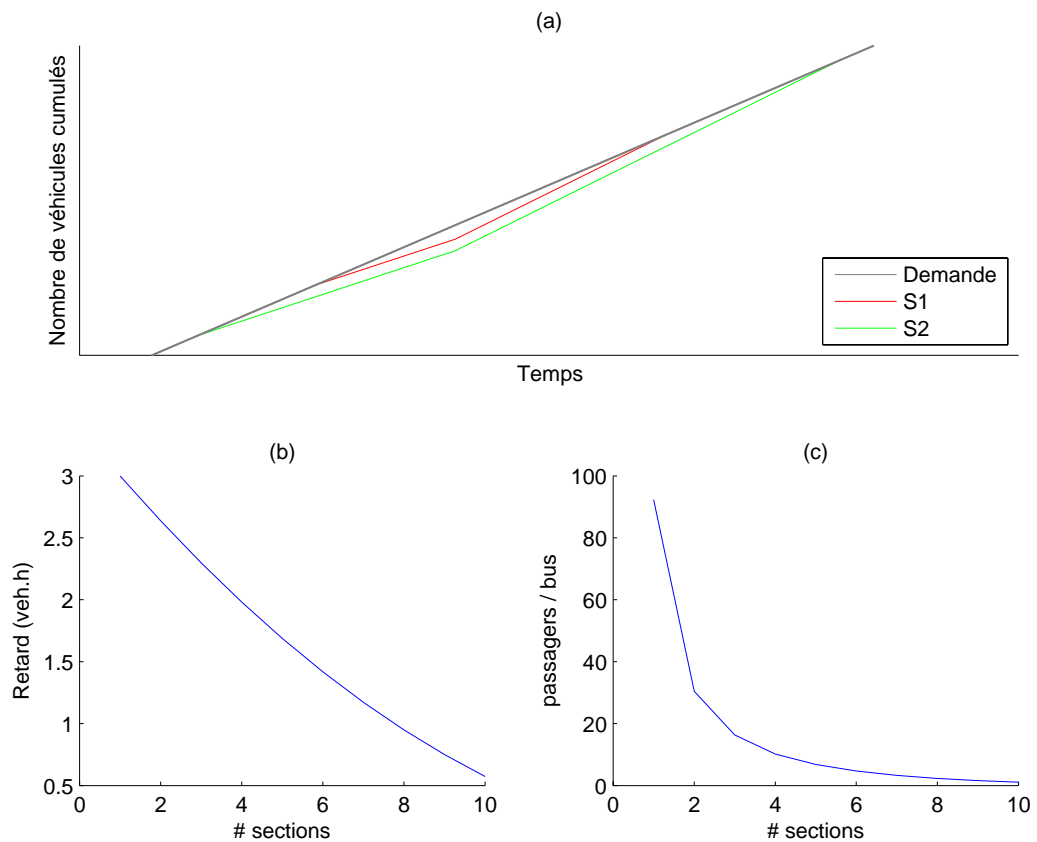 (a)
Nombre de véhicules cumulés
Demande
S1
S2
Temps
(b)
3
2.5
2
1.5
1
0.5
Retard (veh.h)
0
2
4
6
8
10
# sections
(c)
100
80
60
40
20
0
passagers / bus
0
2
4
6
8
10
# sections